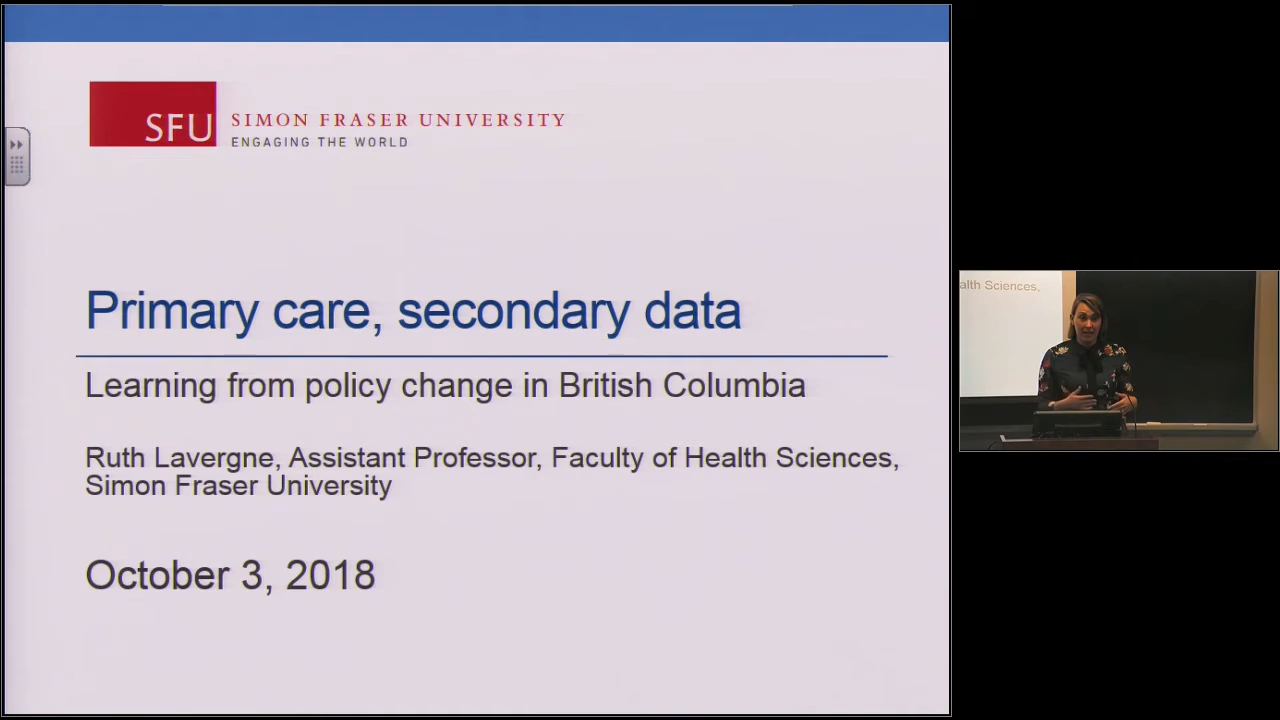 SFU
SIMON FRASER UNIVERSITY
ENGAGING THE WORLD
Primary care, secondary data
Learning from policy change in British Columbia
Ruth Lavergne, Assistant Professor, Faculty of Health Sciences,
Simon Fraser University
October 3, 2018
alth Sciences,